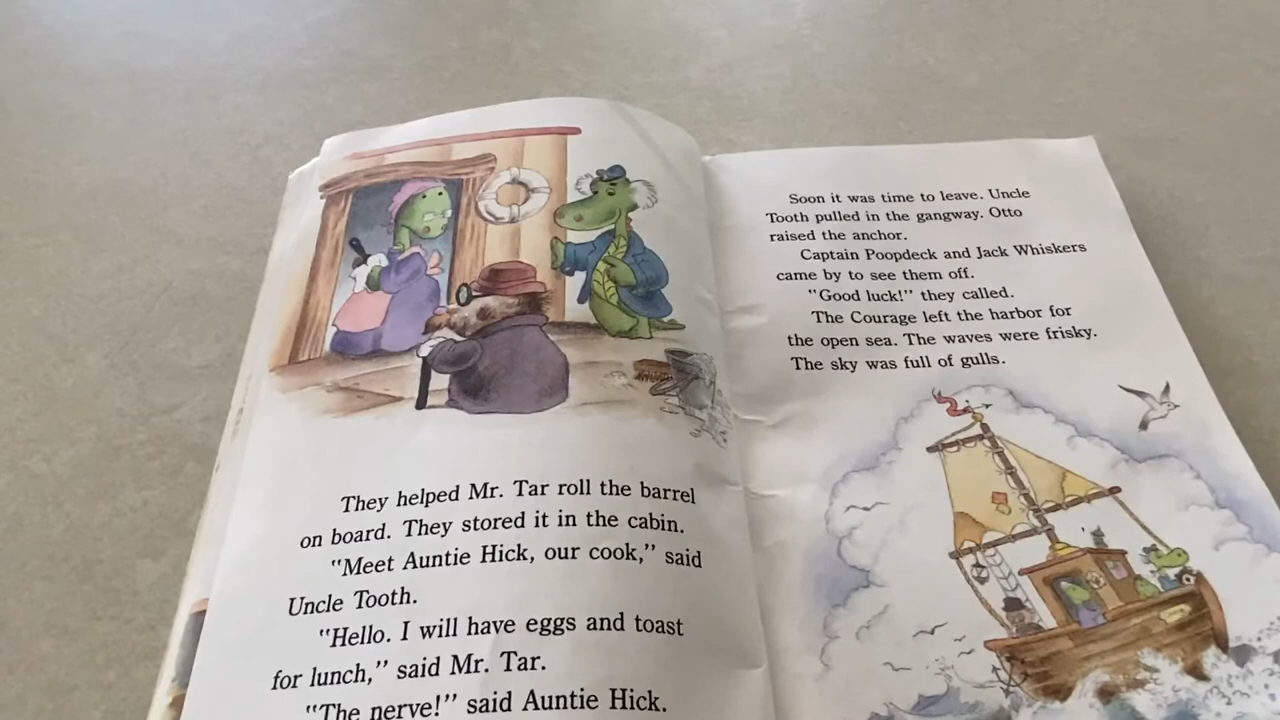 They helped Mr. Tar roll the barrel
on board. They stored it in the cabin.
"Meet Auntie Hick, our cook," said
Uncle Tooth.
"Hello. I will have eggs and toast
for lunch," said Mr. Tar.
"The nerve!" said Auntie Hick.
Soon it was time to leave. Uncle
Tooth pulled in the gangway. Otto
raised the anchor.
Captain Poopdeck and Jack Whiskers
came by to see them off.
"Good luck!" they called.
The Courage left the harbor for
the open sea. The waves were frisky.
The sky was full of gulls.